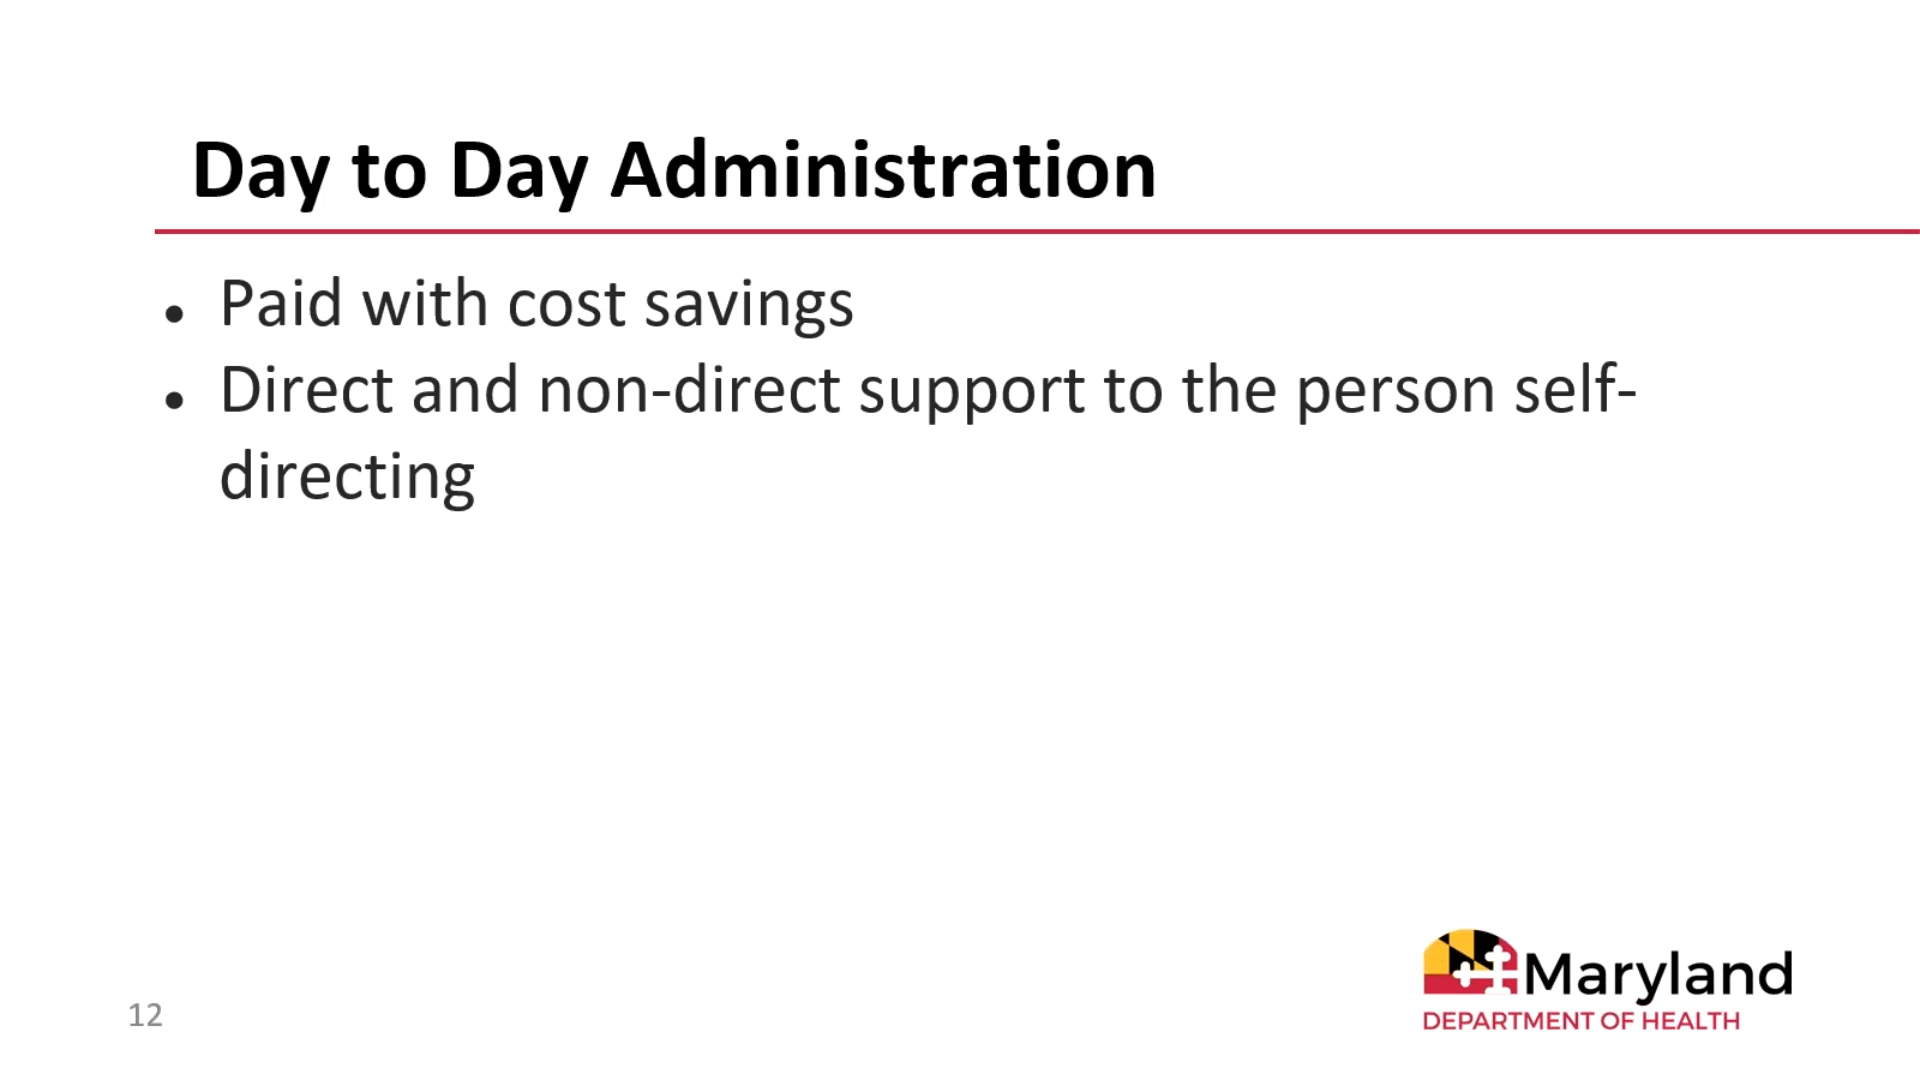 Day to Day Administration
• Paid with cost savings
• Direct and non-direct support to the person self-
directing
12
Maryland
DEPARTMENT OF HEALTH